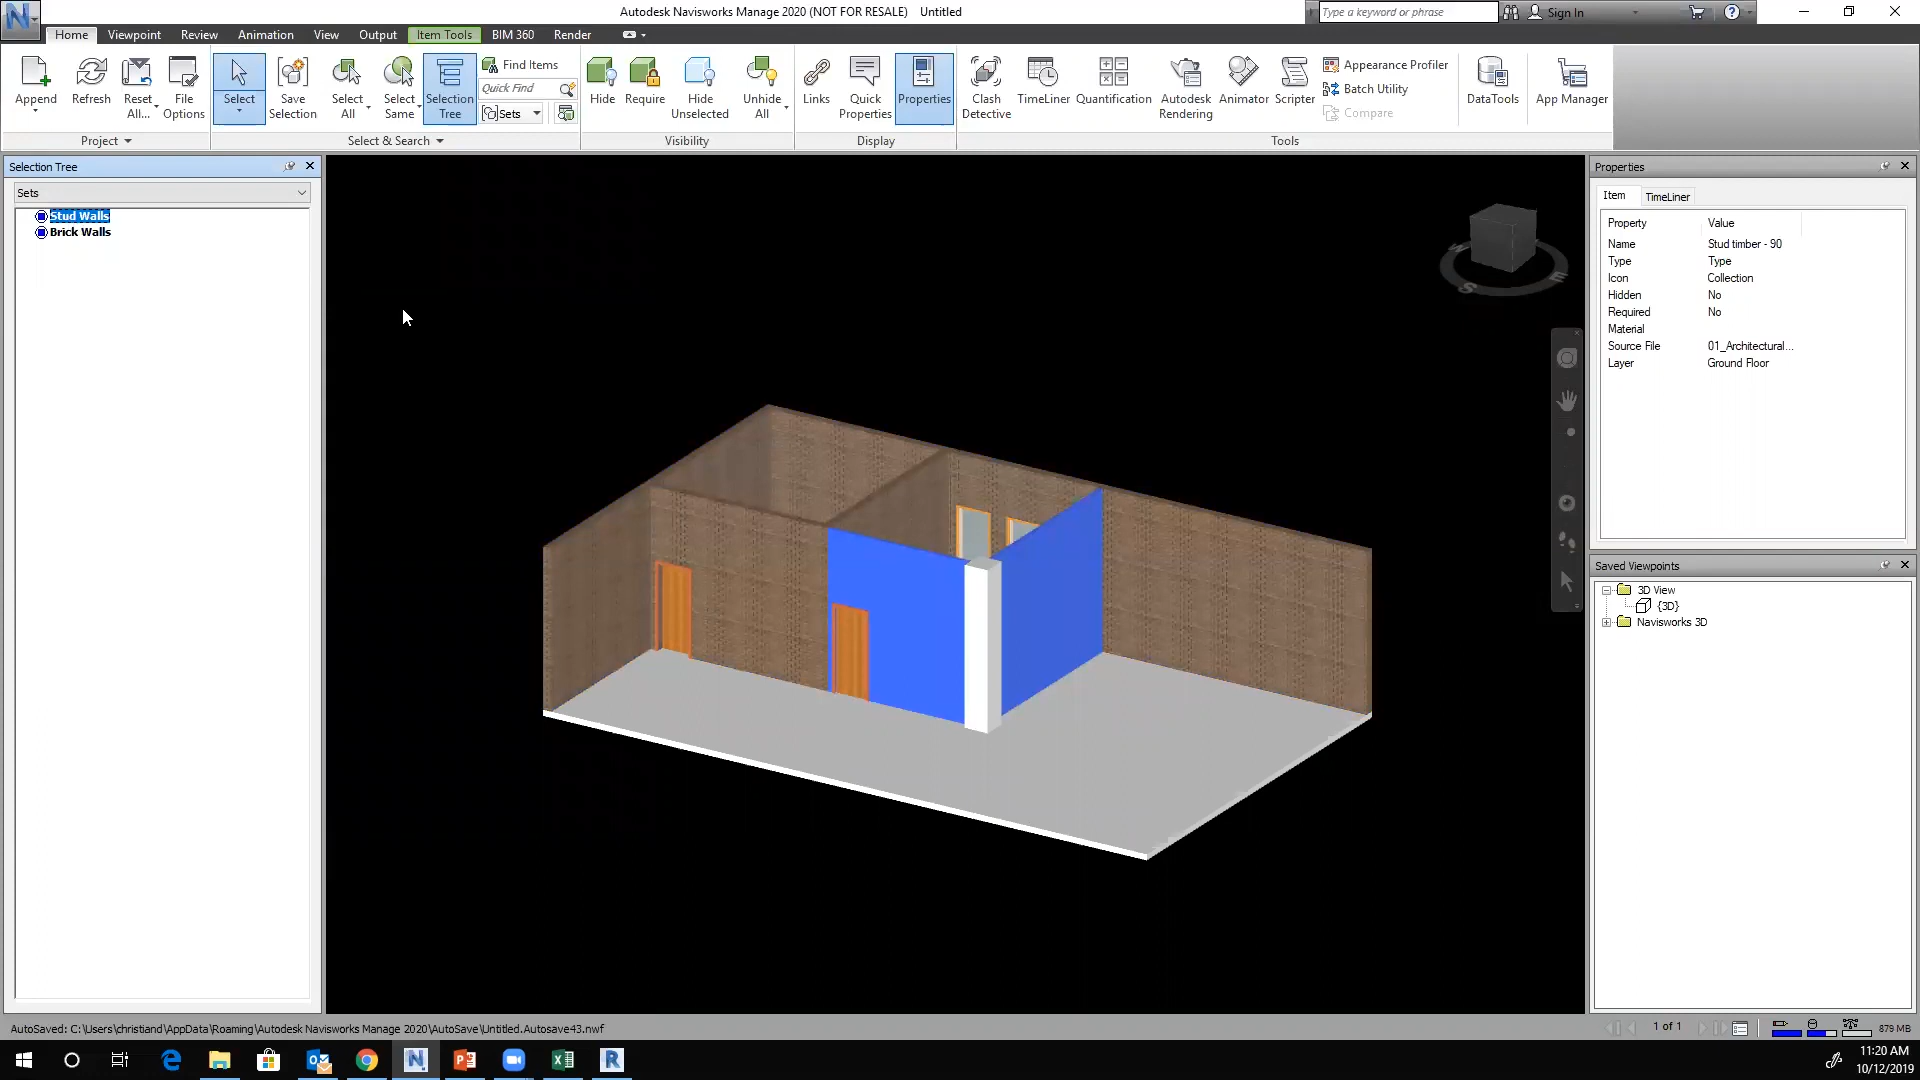 Autodesk Navisworks Manage 2020 (NOT FOR RESALE) Untitled
Type a keyword or phrase
Sign In
Home Viewpoint Review Animation View Output Item Tools BIM 360 Render
Append
Refresh
Reset All...
File Options
Project
Select
Save Selection
Select All
Select Same
Selection Tree
Find Items
Quick Find
Sets
Select & Search
Hide
Require
Hide Unselected
Unhide All
Visibility
Links
Quick Properties
Properties
Display
Clash Detective
TimeLiner
Quantification
Autodesk Rendering
Animator
Scripter
Appearance Profiler
Batch Utility
Compare
Tools
DataTools
App Manager
Selection Tree
Sets
Stud Walls
Brick Walls
W
S
E
Properties
Item TimeLiner
Property Value
Name Stud timber - 90
Type Type
Icon Collection
Hidden No
Required No
Material
Source File 01_Architectural...
Layer Ground Floor
Saved Viewpoints
3D View
{3D}
Navisworks 3D
AutoSaved: C:\Users\christiand\AppData\Roaming\Autodesk Navisworks Manage 2020\AutoSave\Untitled.Autosave43.nwf
1 of 1
879 MB
11:20 AM
10/12/2019